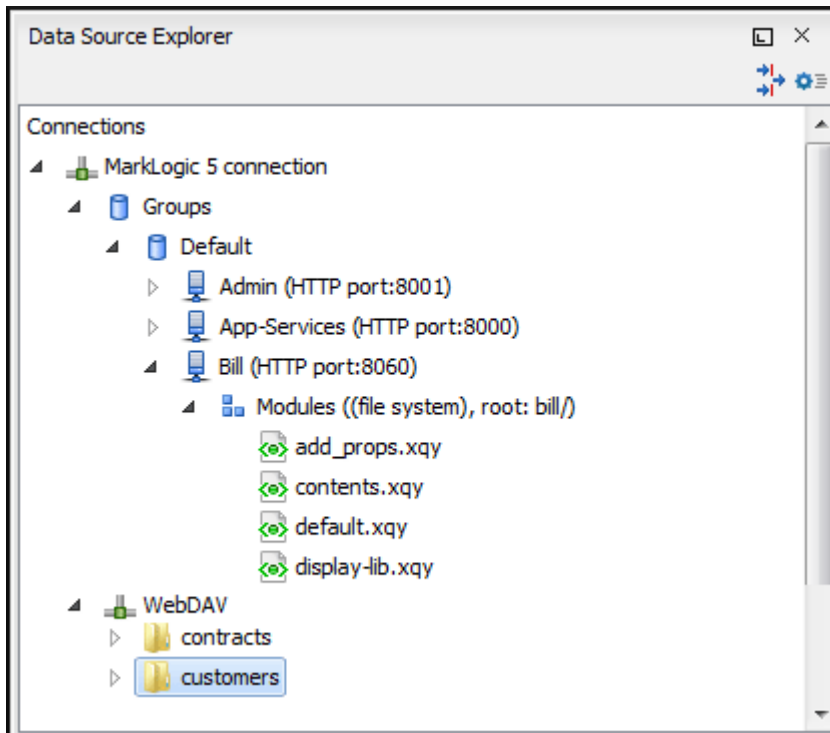 Data Source Explorer
Connections
MarkLogic 5 connection
Groups
Default
Admin (HTTP port:8001)
App-Services (HTTP port:8000)
Bill (HTTP port:8060)
Modules ((file system), root: bill/)
add_props.xqy
contents.xqy
default.xqy
display-lib.xqy
WebDAV
contracts
customers